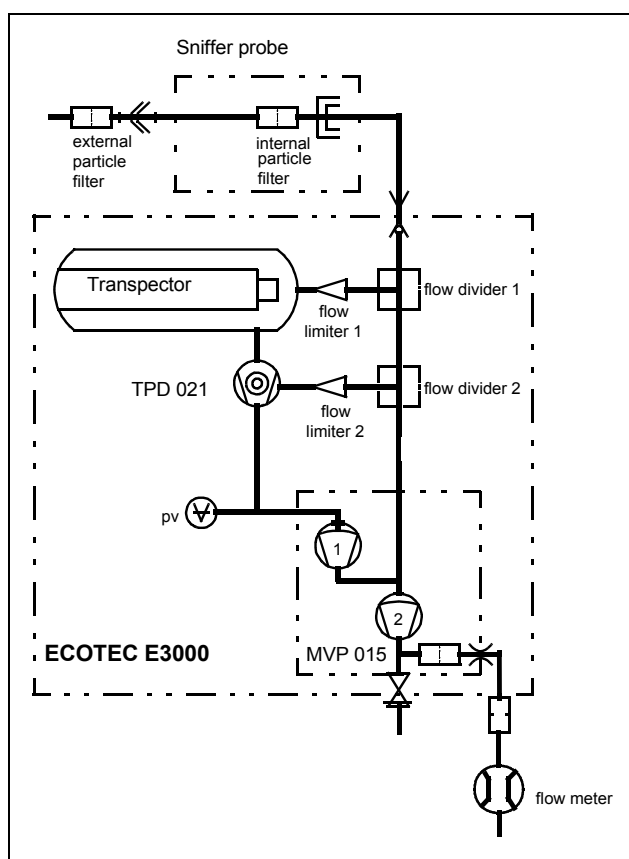 Sniffer probe
external
particle
filter
internal
particle
filter
Transpector
flow
limiter 1
flow divider 1
TPD 021
flow
limiter 2
flow divider 2
pv
1
2
ECOTEC E3000
MVP 015
flow meter